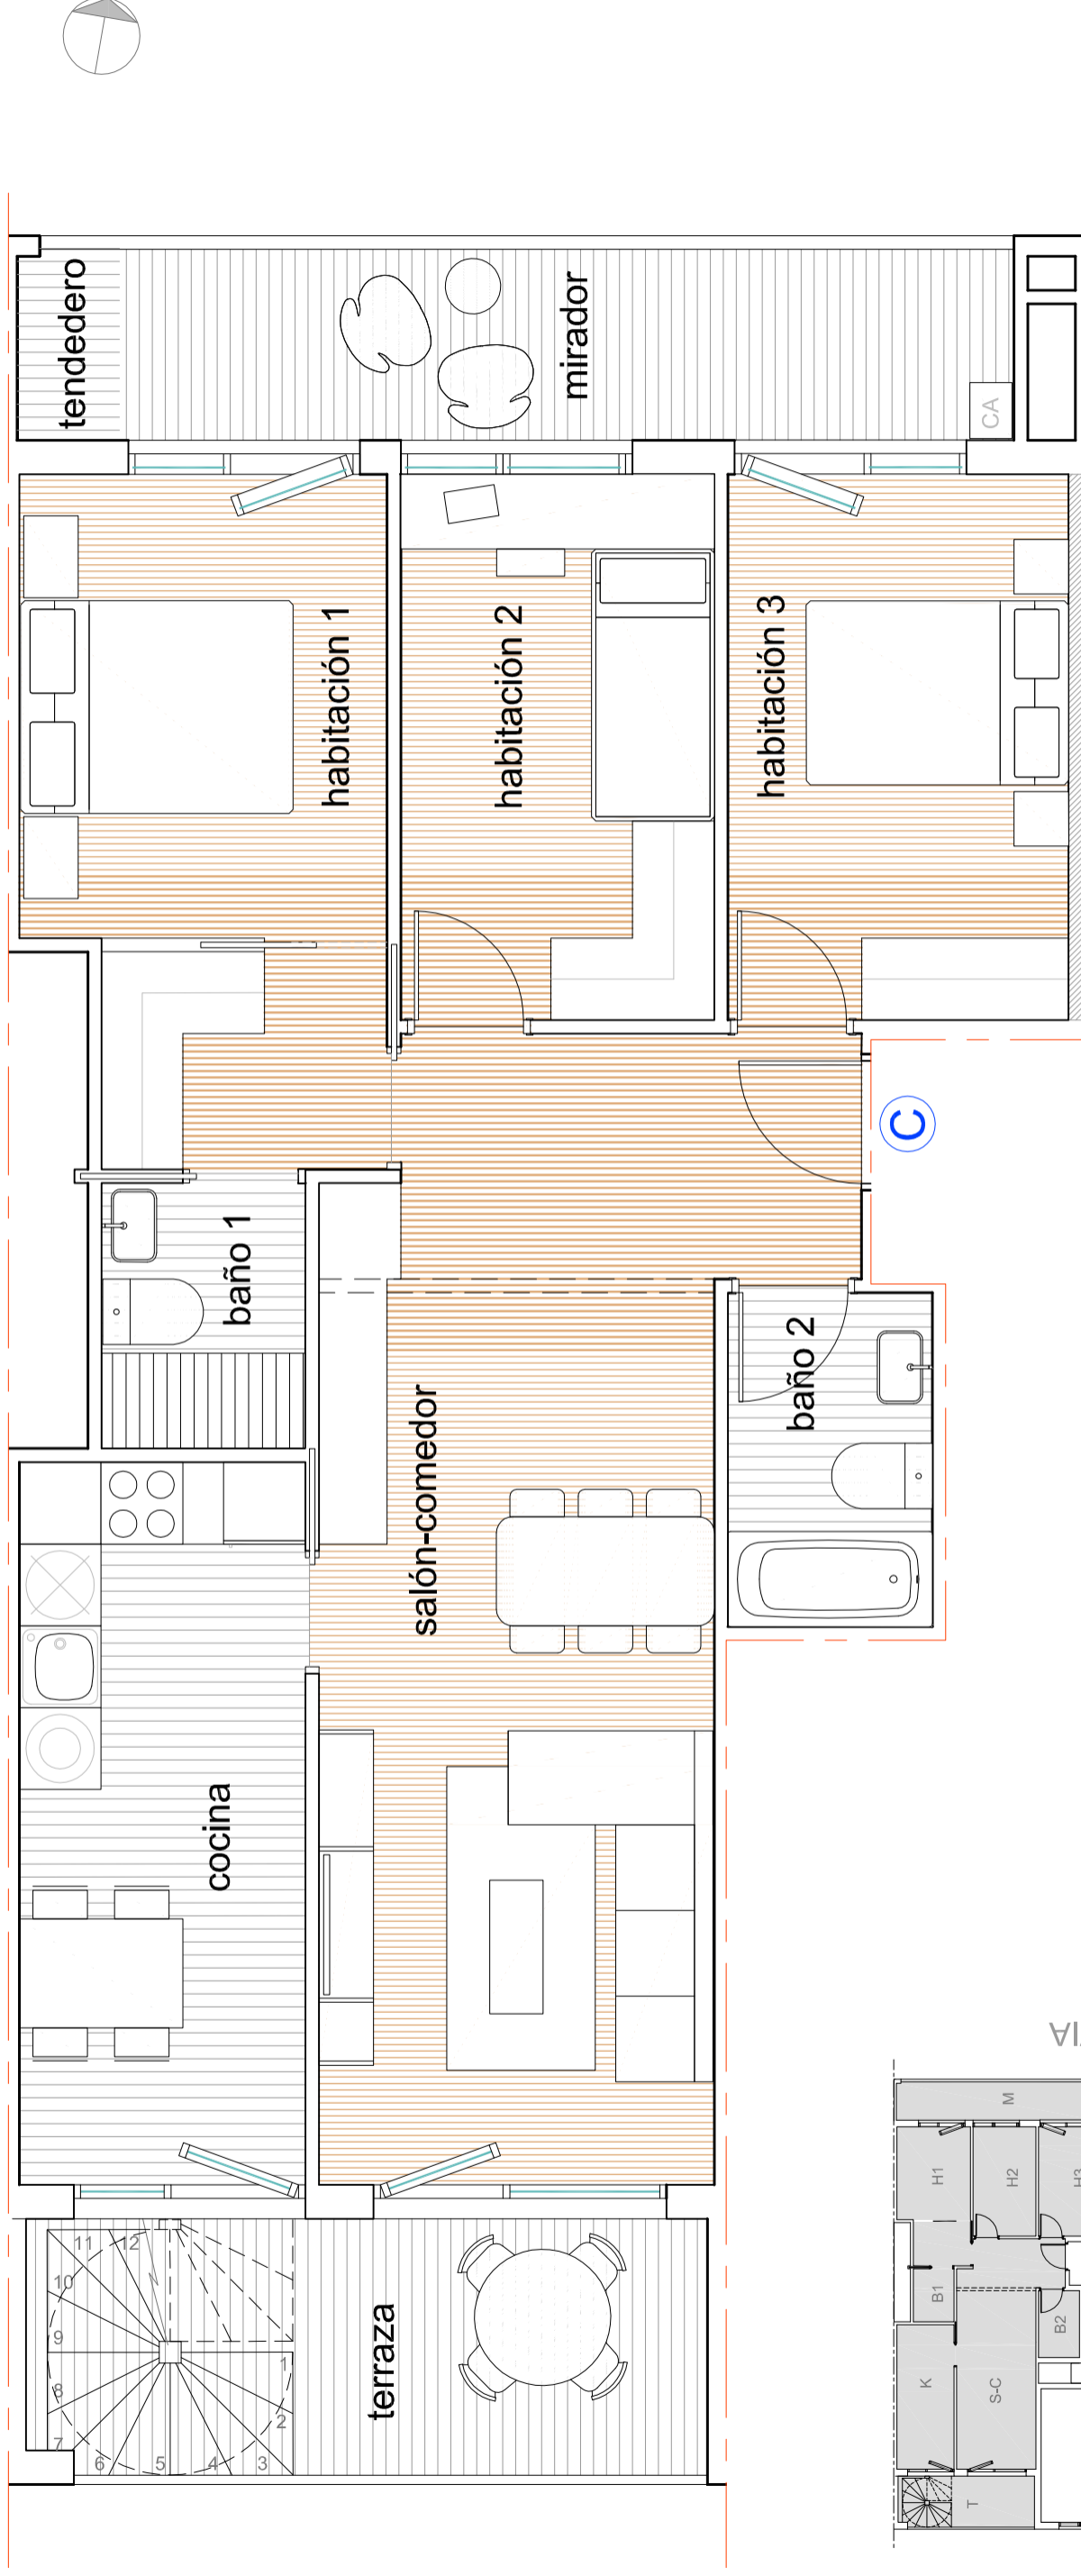 tendedero
mirador
CA
habitación 1
habitación 2
habitación 3
C
baño 1
baño 2
salón-comedor
cocina
terraza
1
2
3
4
5
6
7
8
9
10
11
12
M
H1
H2
H3
B1
B2
K
S-C
T